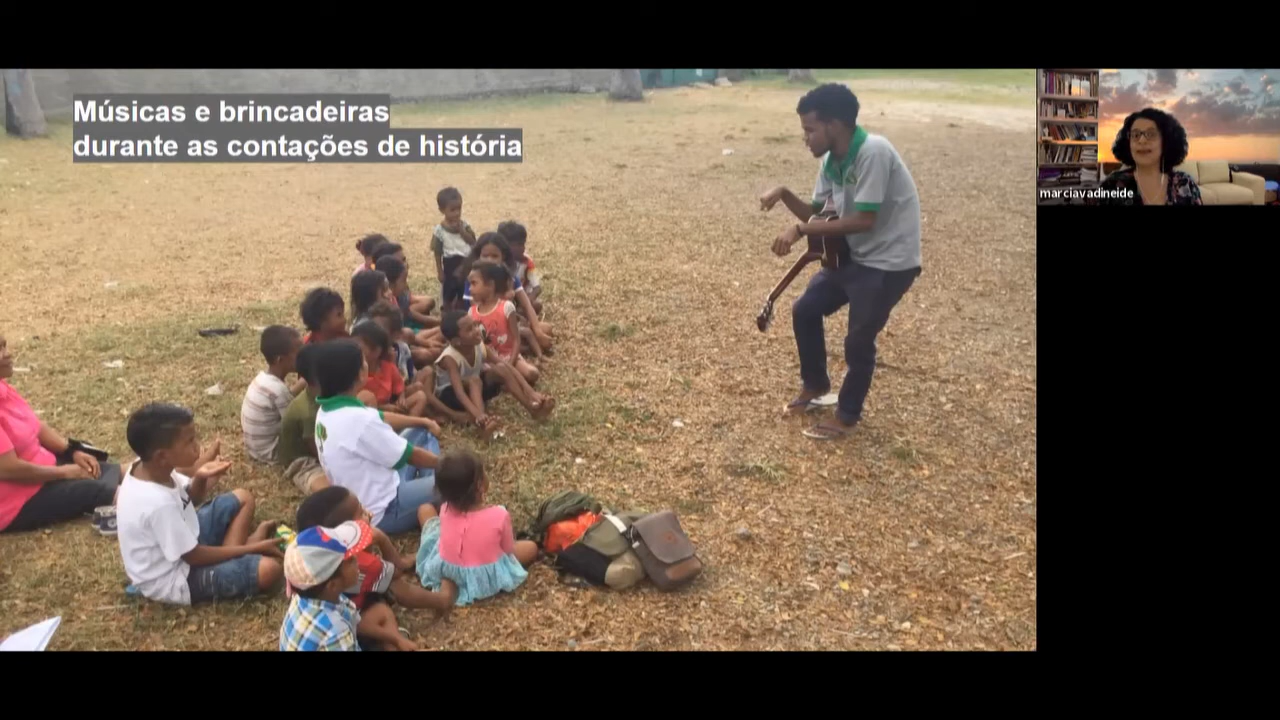 Músicas e brincadeiras
durante as contações de história
marciavadineide